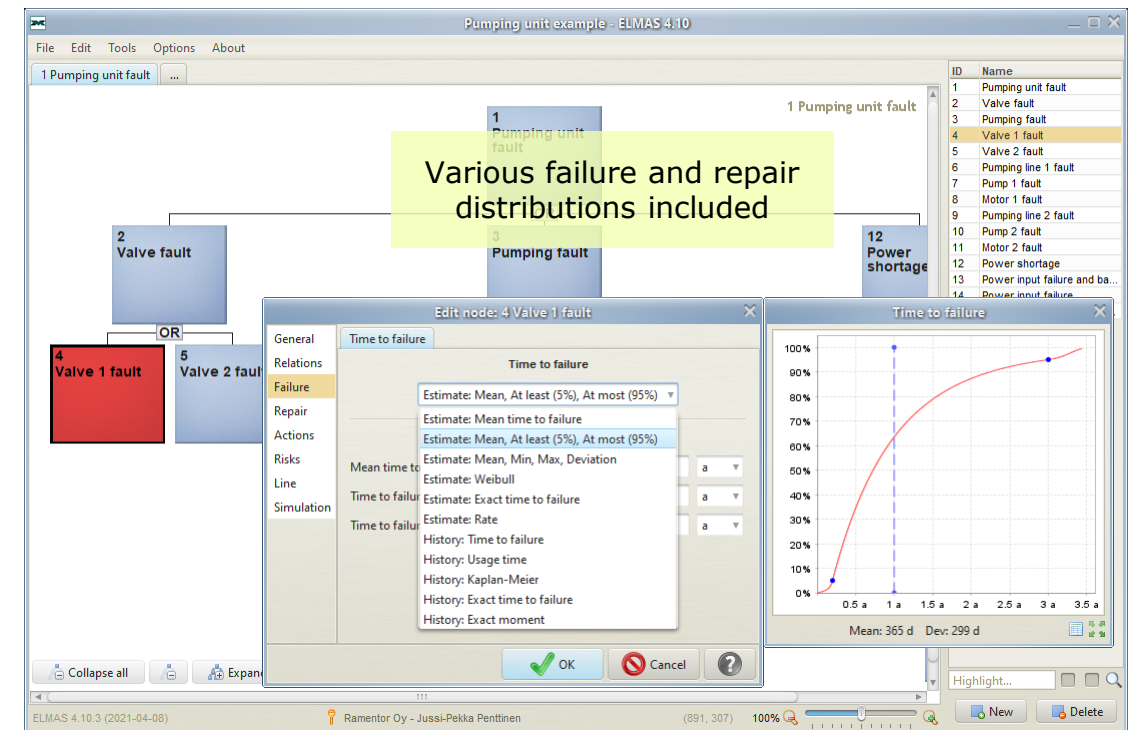 Pumping unit example - ELMAS 4.10
File Edit Tools Options About
1 Pumping unit fault ...
1 Pumping unit fault
1
Pumping unit
fault
Various failure and repair
distributions included
2
Valve fault
3
Pumping fault
12
Power
shortage
OR
4
Valve 1 fault
5
Valve 2 faul
ID Name
1 Pumping unit fault
2 Valve fault
3 Pumping fault
4 Valve 1 fault
5 Valve 2 fault
6 Pumping line 1 fault
7 Pump 1 fault
8 Motor 1 fault
9 Pumping line 2 fault
10 Pump 2 fault
11 Motor 2 fault
12 Power shortage
13 Power input failure and ba...
14 Power input failure
Edit node: 4 Valve 1 fault
General
Relations
Failure
Repair
Actions
Risks
Line
Simulation
Time to failure
Time to failure
Estimate: Mean, At least (5%), At most (95%)
Estimate: Mean time to failure
Estimate: Mean, At least (5%), At most (95%)
Estimate: Mean, Min, Max, Deviation
Estimate: Weibull
Estimate: Exact time to failure
Estimate: Rate
History: Time to failure
History: Usage time
History: Kaplan-Meier
History: Exact time to failure
History: Exact moment
Mean time to a
Time to failu a
Time to failu a
OK Cancel ?
Time to failure
100%
90%
80%
70%
60%
50%
40%
30%
20%
10%
0%
0.5 a 1 a 1.5 a 2 a 2.5 a 3 a 3.5 a
Mean: 365 d Dev: 299 d
Collapse all Expan
Highlight...
New Delete
ELMAS 4.10.3 (2021-04-08) Ramentor Oy - Jussi-Pekka Penttinen (891, 307) 100%